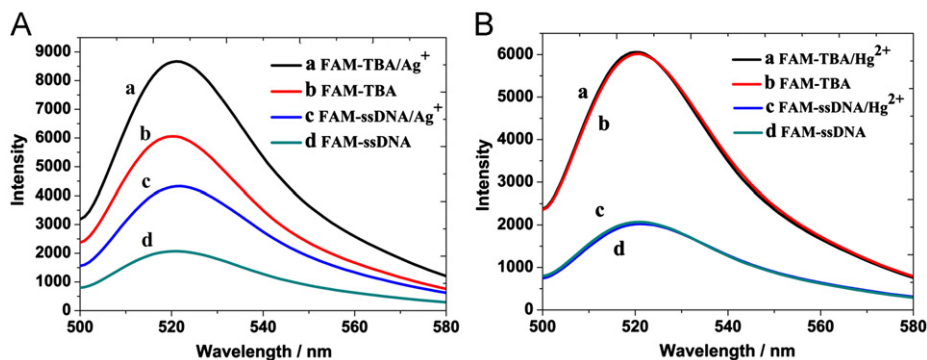 A
9000
8000
7000
6000
5000
4000
3000
2000
1000
0
Intensity
500 520 540 560 580
Wavelength / nm
a
b
c
d
a FAM-TBA/Ag⁺
b FAM-TBA
c FAM-ssDNA/Ag⁺
d FAM-ssDNA
B
6000
5000
4000
3000
2000
1000
0
Intensity
500 520 540 560 580
Wavelength / nm
a
b
c
d
a FAM-TBA/Hg²⁺
b FAM-TBA
c FAM-ssDNA/Hg²⁺
d FAM-ssDNA